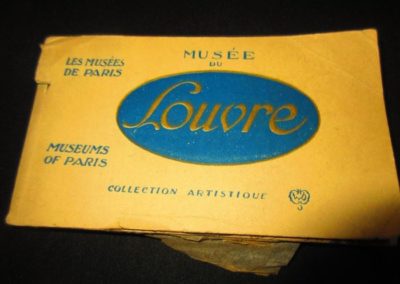 LES MUSÉES
DE PARIS
MUSÉE
DU
Louvre
MUSEUMS
OF PARIS
COLLECTION ARTISTIQUE